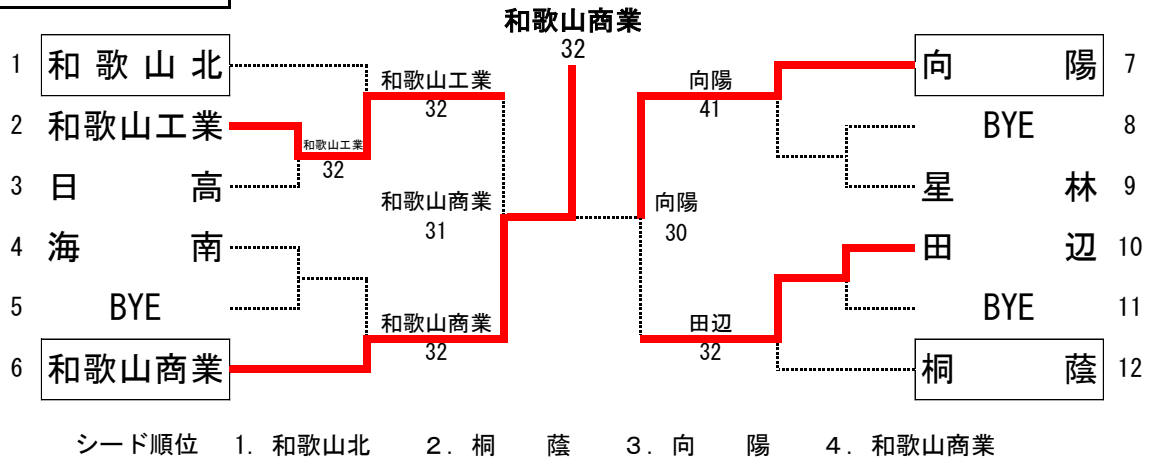 和歌山商業
32
1 和歌山北
和歌山工業
32
2 和歌山工業
和歌山工業
32
3 日高
和歌山商業
31
4 海南
5 BYE
和歌山商業
32
6 和歌山商業
向陽 7
向陽
41
BYE 8
星林 9
向陽
30
田辺 10
BYE 11
田辺
32
桐蔭 12
シード順位 1. 和歌山北 2. 桐 蔭 3. 向 陽 4. 和歌山商業